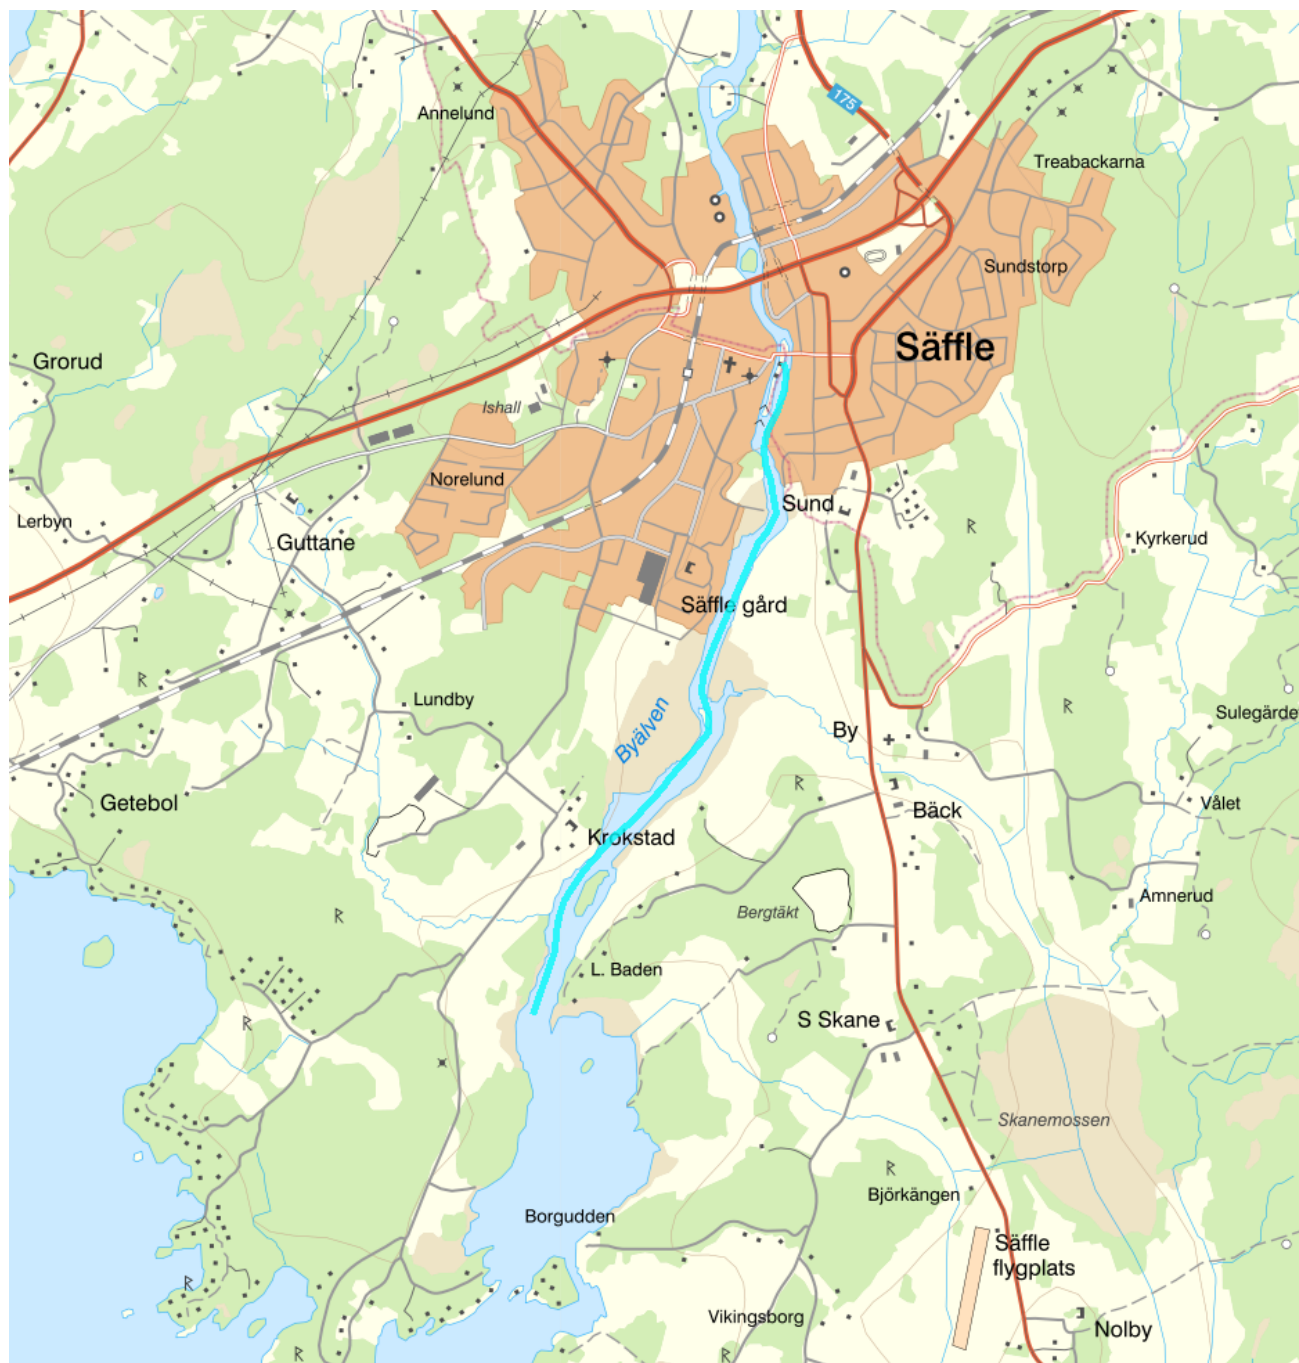 175
Annelund
Treabackarna
Sundstorp
Säffle
Grorud
Ishall
Norelund
Sund
Lerbyn
Guttane
Kyrkerud
Säffle gård
Lundby
Byälven
Sulegärde
By
Getebol
Bäck
Vålet
Krokstad
Amnerud
Bergtäkt
L. Baden
S Skane
Skanemossen
Björkängen
Borgudden
Säffle
flygplats
Vikingsborg
Nolby